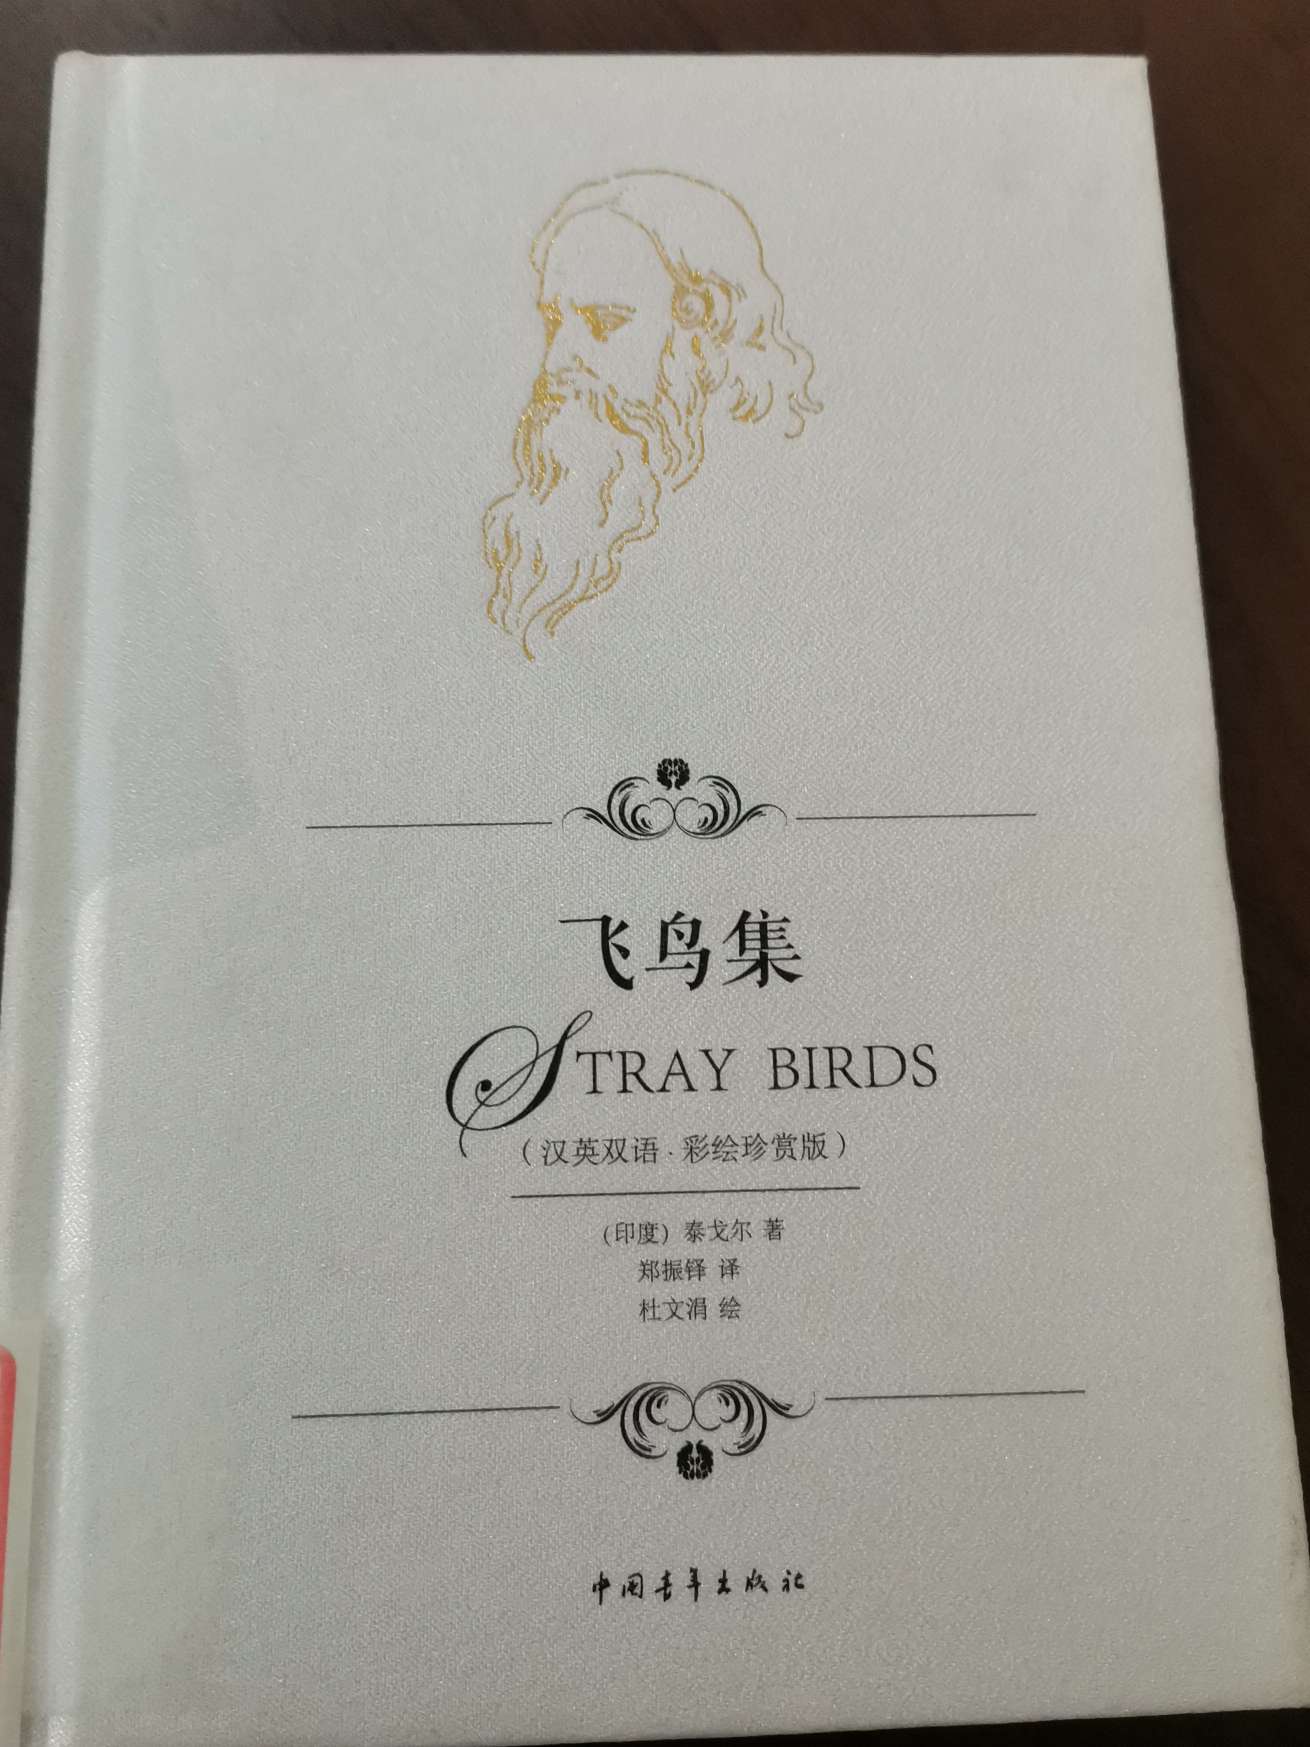 飞鸟集
STRAY BIRDS
（汉英双语·彩绘珍赏版）
（印度）泰戈尔 著
郑振铎 译
杜文涓 绘
中国青年出版社